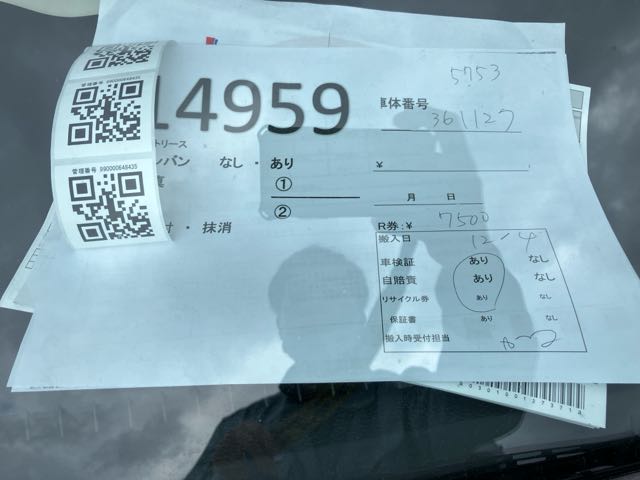 5753
14959
車体番号
361127
トリース
ンバン なし・あり ¥
①
②
月 日
・抹消
R券:¥ 7500
搬入日 12/4
車検証 あり なし
自賠責 あり なし
リサイクル券 あり なし
保証書 あり なし
搬入時受付担当
管理番号 990000648435
管理番号 990000648435